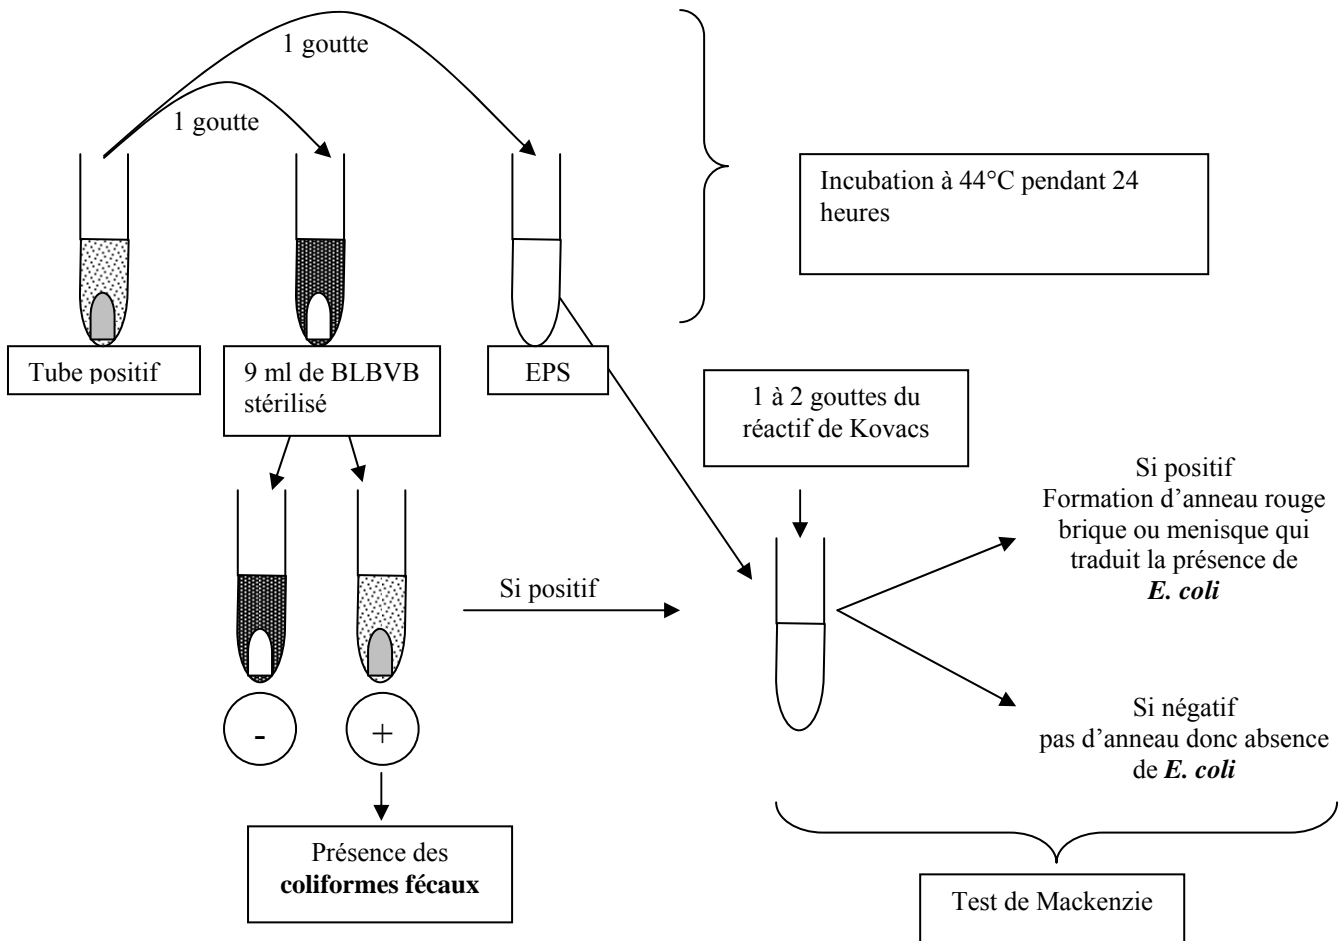 1 goutte
1 goutte
Incubation à 44°C pendant 24
heures
Tube positif
9 ml de BLBVB
stérilisé
EPS
1 à 2 gouttes du
réactif de Kovacs
Si positif
Si positif
Formation d'anneau rouge
brique ou menisque qui
traduit la présence de
E. coli
Si négatif
pas d'anneau donc absence
de E. coli
-
+
Présence des
coliformes fécaux
Test de Mackenzie